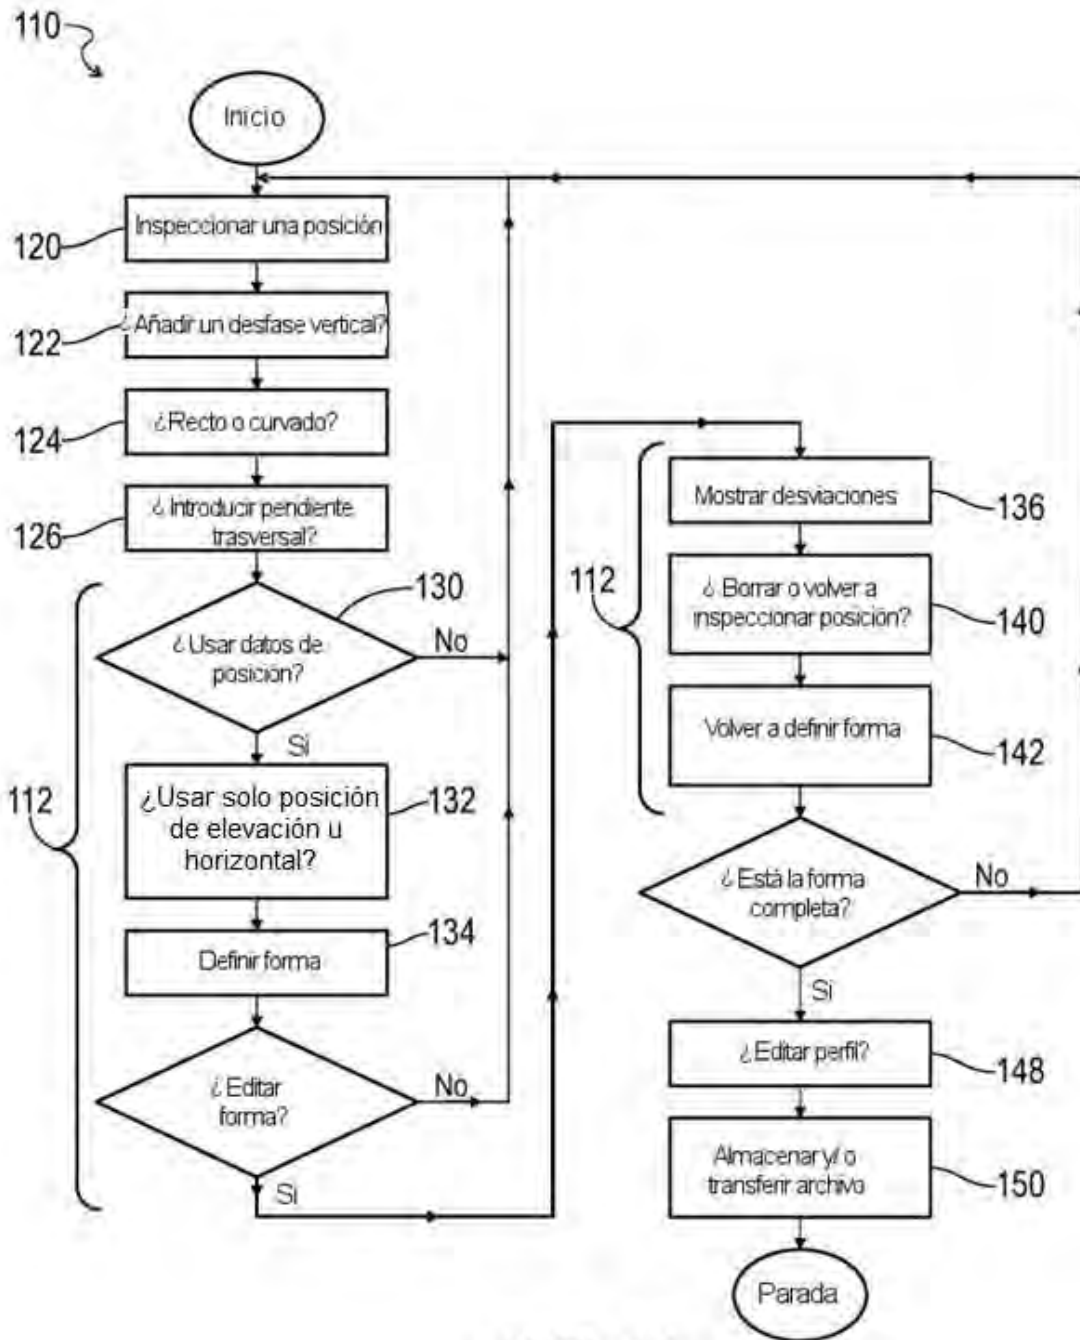 110
Inicio
120
Inspeccionar una posición
122
¿Añadir un desfase vertical?
124
¿Recto o curvado?
126
¿Introducir pendiente
trasversal?
130
¿Usar datos de
posición?
No
Sí
112
132
¿Usar solo posición
de elevación u
horizontal?
134
Definir forma
¿Editar
forma?
No
Sí
112
Mostrar desviaciones
136
¿Borrar o volver a
inspeccionar posición?
140
Volver a definir forma
142
¿Está la forma
completa?
No
Sí
¿Editar perfil?
148
Almacenar y/ o
transferir archivo
150
Parada